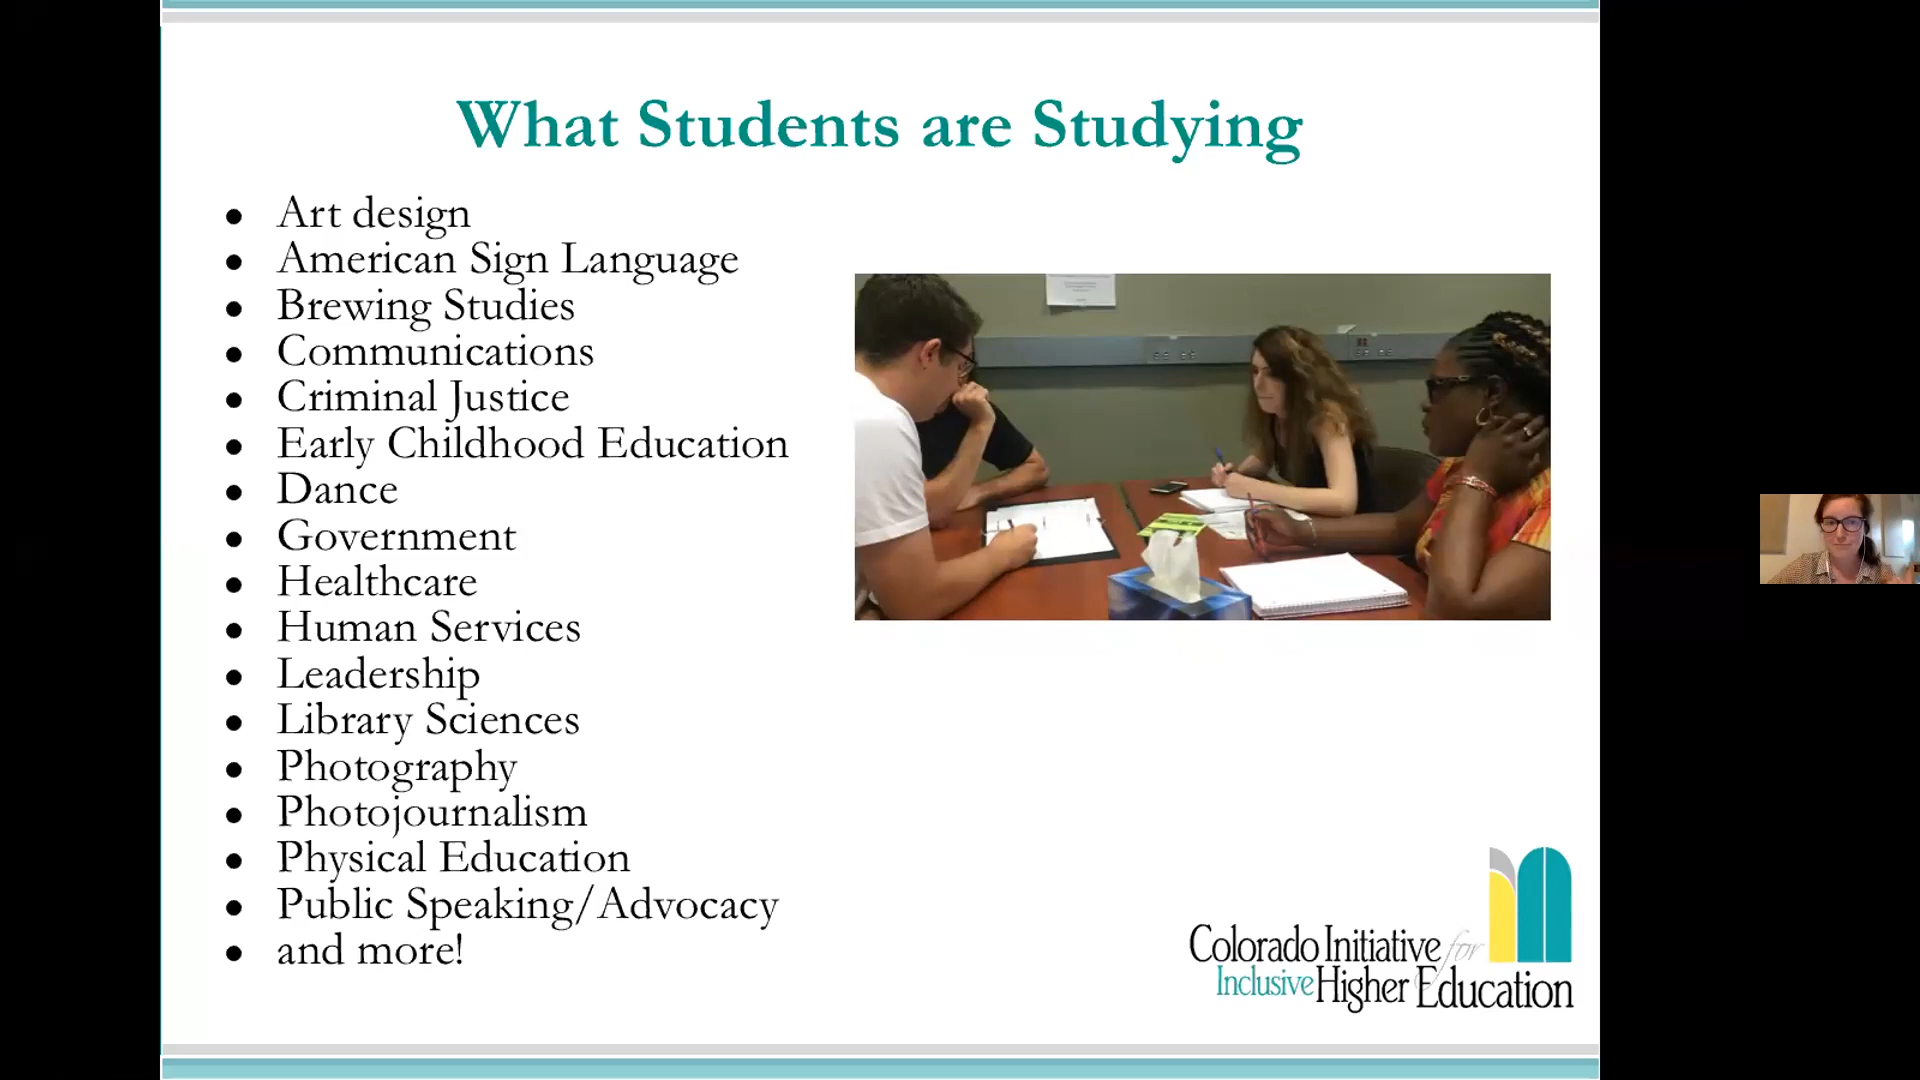 What Students are Studying
Art design
American Sign Language
Brewing Studies
Communications
Criminal Justice
Early Childhood Education
Dance
Government
Healthcare
Human Services
Leadership
Library Sciences
Photography
Photojournalism
Physical Education
Public Speaking/Advocacy
and more!
Colorado Initiative for
Inclusive Higher Education